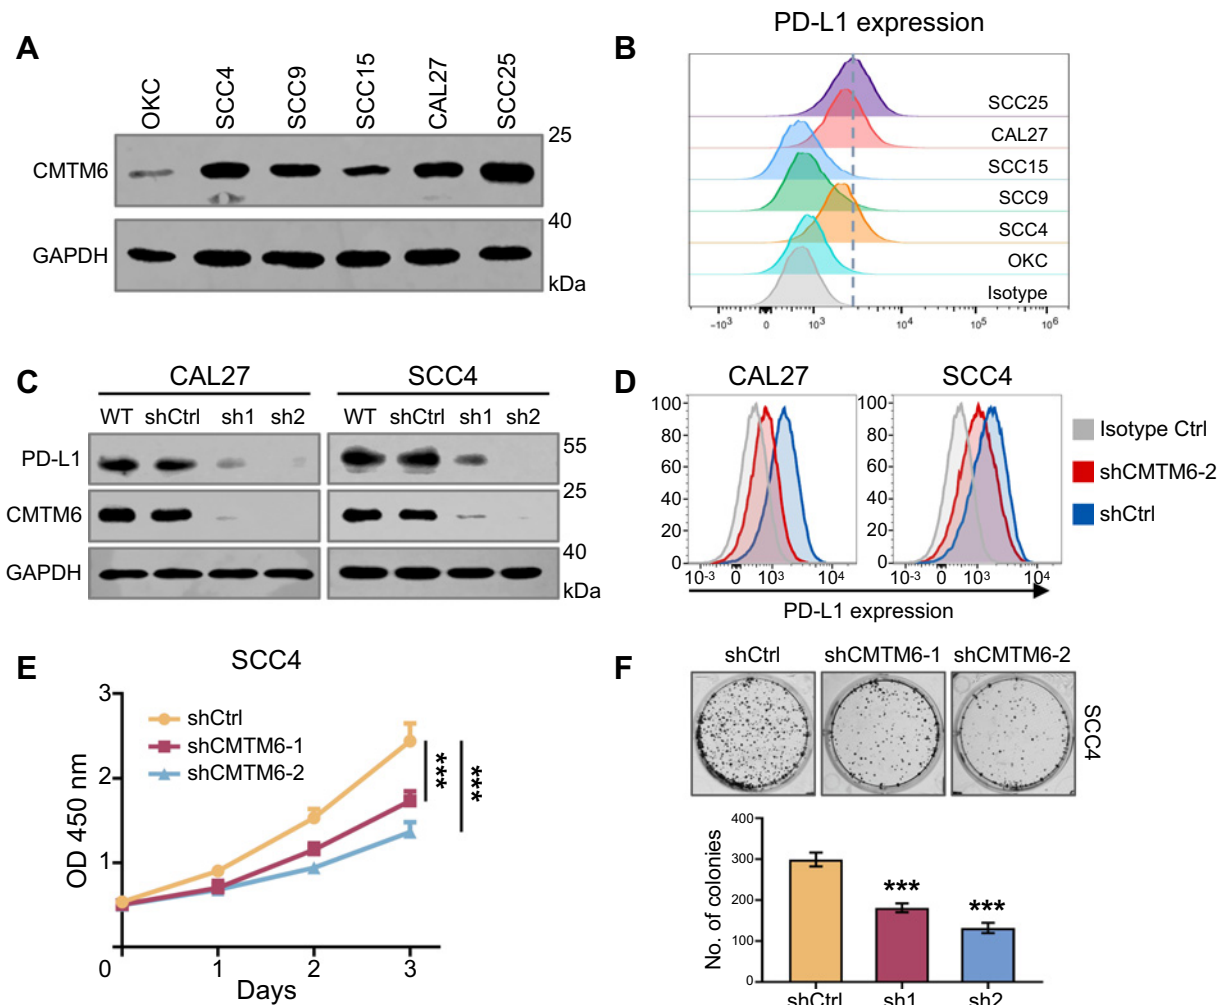 A
OKC
SCC4
SCC9
SCC15
CAL27
SCC25
25
CMTM6
40
GAPDH
kDa
PD-L1 expression
B
SCC25
CAL27
SCC15
SCC9
SCC4
OKC
Isotype
-10³ 0 10³ 10⁴ 10⁵ 10⁶
C
CAL27 SCC4
WT shCtrl sh1 sh2 WT shCtrl sh1 sh2
PD-L1 55
25
CMTM6
40
GAPDH
kDa
D
CAL27 SCC4
100 100
80 80
60 60
40 40
20 20
0 0
10-3 0 10³ 10⁴ 10-3 0 10³ 10⁴
PD-L1 expression
Isotype Ctrl
shCMTM6-2
shCtrl
E
SCC4
OD 450 nm
3
2
1
shCtrl
shCMTM6-1
shCMTM6-2
***
***
0 1 2 3
Days
F
shCtrl shCMTM6-1 shCMTM6-2
SCC4
No. of colonies
400
300
200
100
0
***
***
shCtrl sh1 sh2